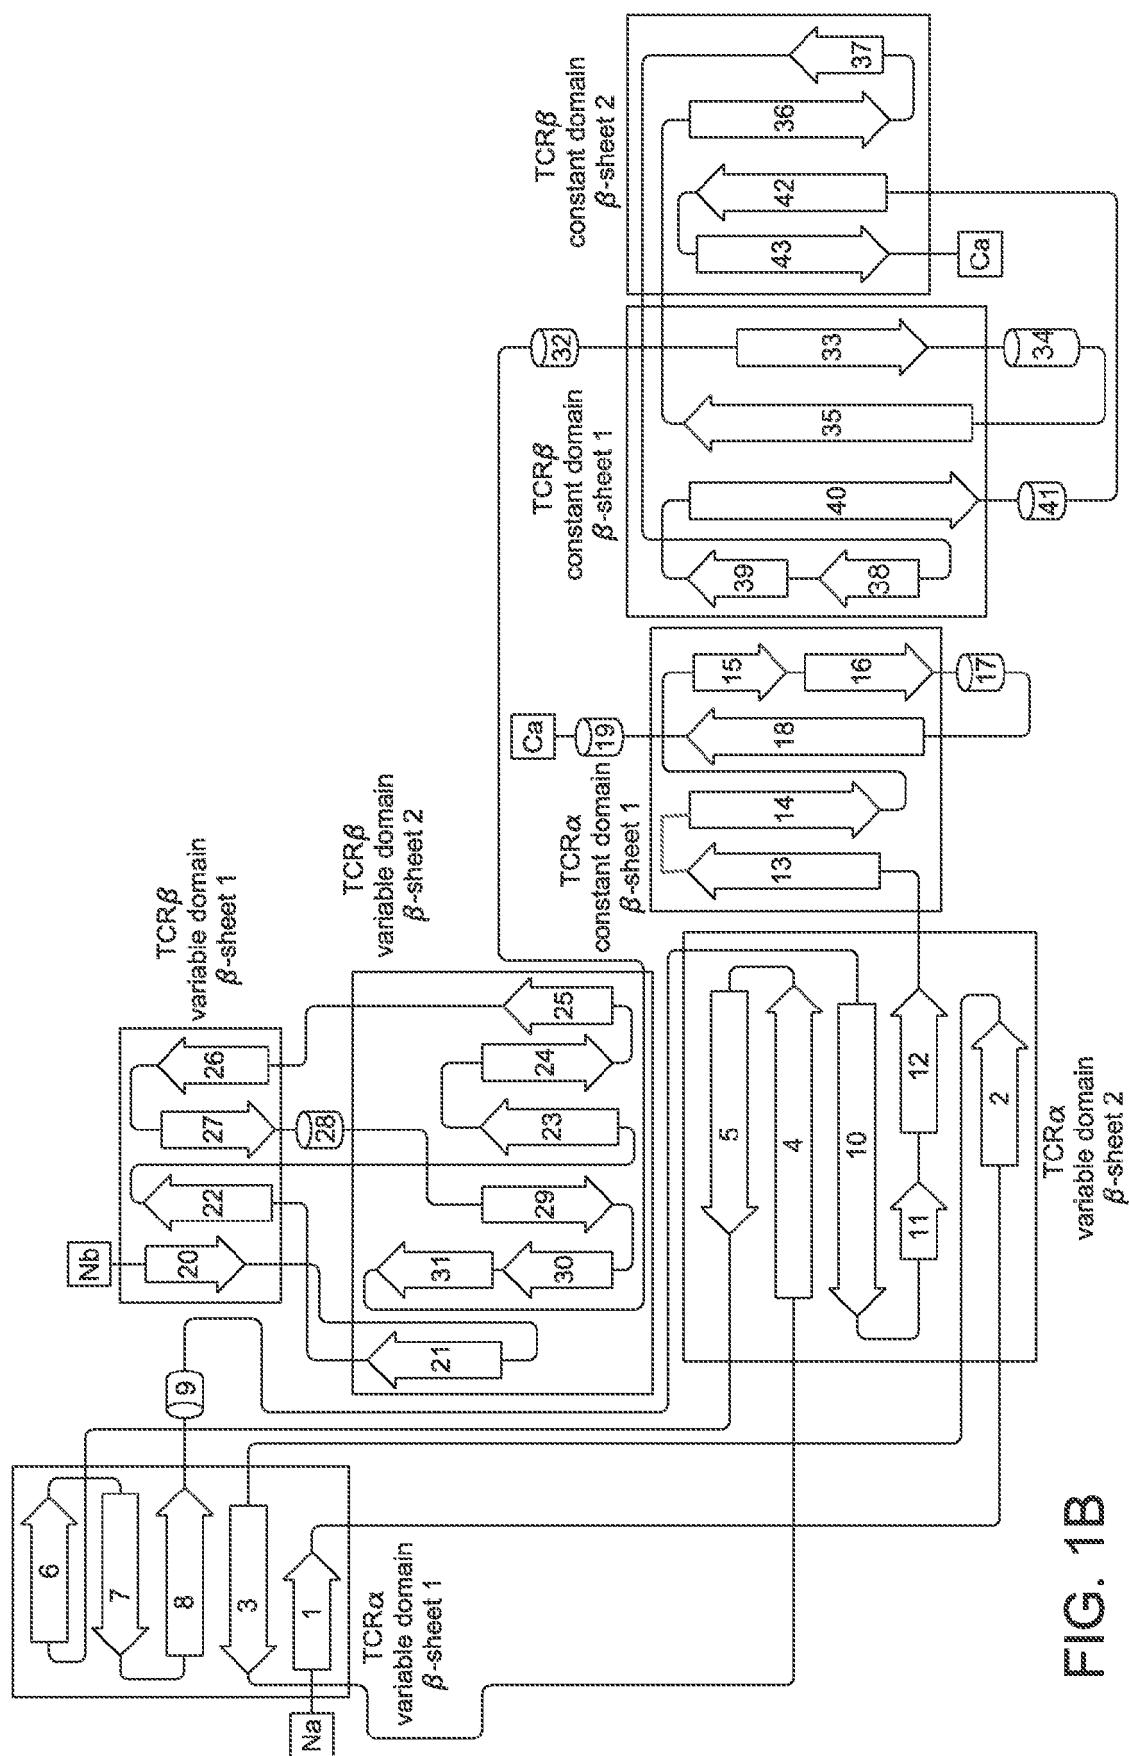 TCRβ
constant domain
β-sheet 2
37
36
42
43
Ca
TCRβ
constant domain
β-sheet 1
32
33
34
35
40
41
39
38
Ca
19
TCRα
constant domain
β-sheet 1
15
16
17
18
14
13
TCRβ
variable domain
β-sheet 1
26
27
28
22
20
Nb
TCRβ
variable domain
β-sheet 2
25
24
23
29
31
30
21
5
4
10
12
11
2
TCRα
variable domain
β-sheet 2
9
6
7
8
3
1
Na
TCRα
variable domain
β-sheet 1
FIG. 1B